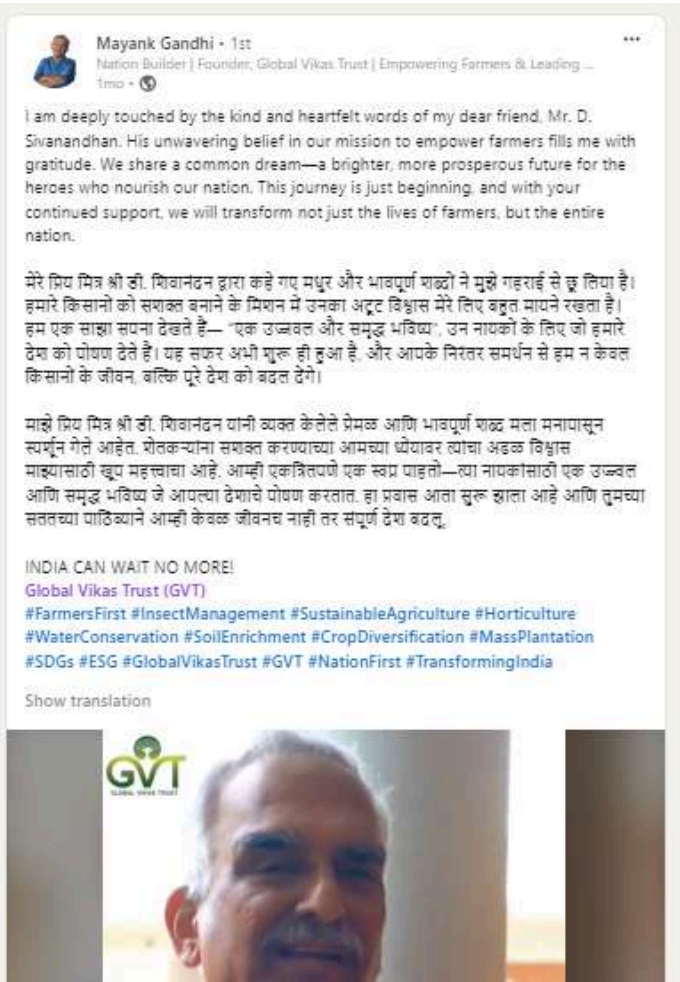 Mayank Gandhi • 1st
Nation Builder | Founder, Global Vikas Trust | Empowering Farmers & Leading ...
1mo •
I am deeply touched by the kind and heartfelt words of my dear friend, Mr. D.
Sivanandhan. His unwavering belief in our mission to empower farmers fills me with
gratitude. We share a common dream—a brighter, more prosperous future for the
heroes who nourish our nation. This journey is just beginning, and with your
continued support, we will transform not just the lives of farmers, but the entire
nation.
मेरे प्रिय मित्र श्री डी. शिवानंदन द्वारा कहे गए मधुर और भावपूर्ण शब्दों ने मुझे गहराई से छू लिया है।
हमारे किसानों को सशक्त बनाने के मिशन में उनका अटूट विश्वास मेरे लिए बहुत मायने रखता है।
हम एक साझा सपना देखते हैं— "एक उज्जवल और समृद्ध भविष्य", उन नायकों के लिए जो हमारे
देश को पोषण देते हैं। यह सफर अभी शुरू ही हुआ है, और आपके निरंतर समर्थन से हम न केवल
किसानों के जीवन, बल्कि पूरे देश को बदल देंगे।
माझे प्रिय मित्र श्री डी. शिवानंदन यांनी व्यक्त केलेले प्रेमळ आणि भावपूर्ण शब्द मला मनापासून
स्पर्शून गेले आहेत. शेतकऱ्यांना सशक्त करण्याच्या आमच्या ध्येयावर त्यांचा अढळ विश्वास
माझ्यासाठी खूप महत्त्वाचा आहे. आम्ही एकत्रितपणे एक स्वप्न पाहतो—त्या नायकांसाठी एक उज्ज्वल
आणि समृद्ध भविष्य जे आपल्या देशाचे पोषण करतात. हा प्रवास आता सुरू झाला आहे आणि तुमच्या
सततच्या पाठिंब्याने आम्ही केवळ जीवनच नाही तर संपूर्ण देश बदलू.
INDIA CAN WAIT NO MORE!
Global Vikas Trust (GVT)
#FarmersFirst #InsectManagement #SustainableAgriculture #Horticulture
#WaterConservation #SoilEnrichment #CropDiversification #MassPlantation
#SDGs #ESG #GlobalVikasTrust #GVT #NationFirst #TransformingIndia
Show translation
GVT
GLOBAL VIKAS TRUST